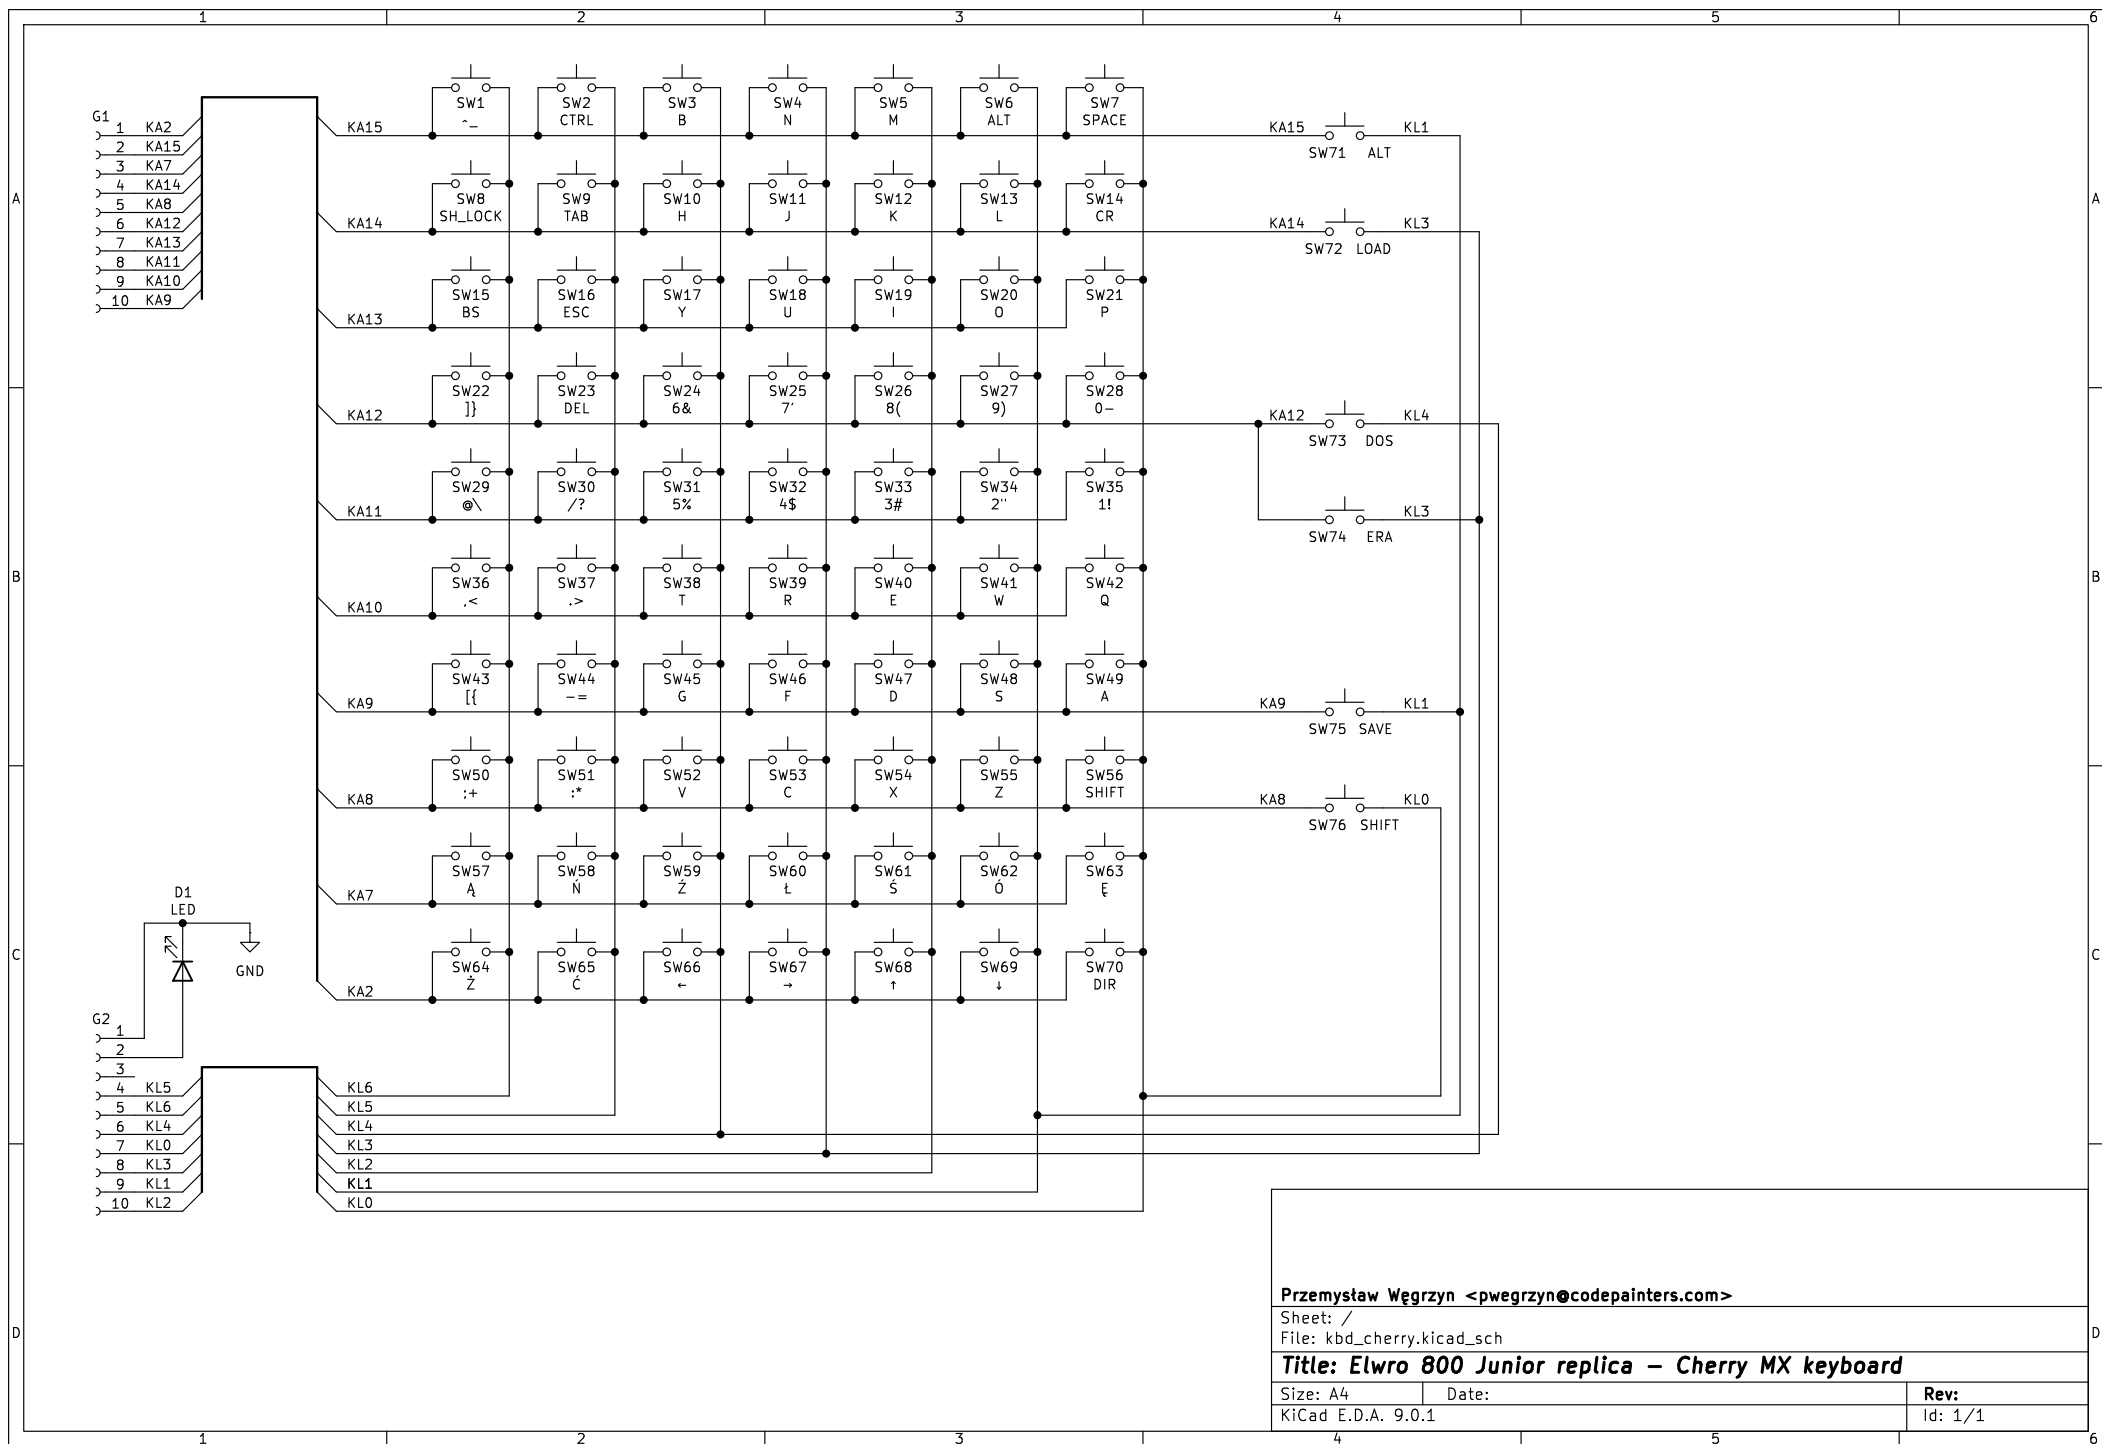 1 2 3 4 5 6
A A
B B
C C
D D
G1
1 KA2
2 KA15
3 KA7
4 KA14
5 KA8
6 KA12
7 KA13
8 KA11
9 KA10
10 KA9
KA15
SW1 SW2 SW3 SW4 SW5 SW6 SW7
^_ CTRL B N M ALT SPACE
KA15 KL1
SW71 ALT
KA14
SW8 SW9 SW10 SW11 SW12 SW13 SW14
SH_LOCK TAB H J K L CR
KA14 KL3
SW72 LOAD
KA13
SW15 SW16 SW17 SW18 SW19 SW20 SW21
BS ESC Y U I O P
KA12
SW22 SW23 SW24 SW25 SW26 SW27 SW28
]} DEL 6& 7' 8( 9) 0-
KA12 KL4
SW73 DOS
KA11
SW29 SW30 SW31 SW32 SW33 SW34 SW35
@\ /? 5% 4$ 3# 2" 1!
KL3
SW74 ERA
KA10
SW36 SW37 SW38 SW39 SW40 SW41 SW42
,< .> T R E W Q
KA9
SW43 SW44 SW45 SW46 SW47 SW48 SW49
[{ -= G F D S A
KA9 KL1
SW75 SAVE
KA8
SW50 SW51 SW52 SW53 SW54 SW55 SW56
;+ :* V C X Z SHIFT
KA8 KL0
SW76 SHIFT
KA7
SW57 SW58 SW59 SW60 SW61 SW62 SW63
Ą Ń Ź Ł Ś Ó Ę
KA2
SW64 SW65 SW66 SW67 SW68 SW69 SW70
Ż Ć ← → ↑ ↓ DIR
D1
LED
GND
G2
1
2
3
4 KL5
5 KL6
6 KL4
7 KL0
8 KL3
9 KL1
10 KL2
KL6
KL5
KL4
KL3
KL2
KL1
KL0
Przemysław Węgrzyn <pwegrzyn@codepainters.com>
Sheet: /
File: kbd_cherry.kicad_sch
Title: Elwro 800 Junior replica – Cherry MX keyboard
Size: A4 Date: Rev:
KiCad E.D.A. 9.0.1 Id: 1/1
1 2 3 4 5 6